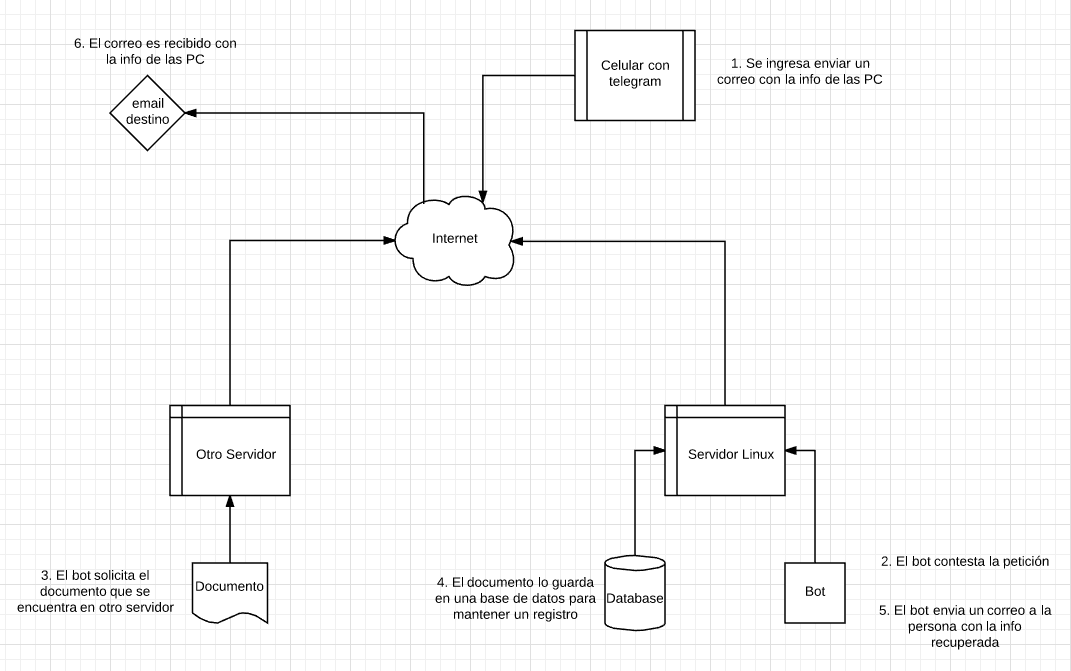 6. El correo es recibido con
la info de las PC
email
destino
Celular con
telegram
1. Se ingresa enviar un
correo con la info de las PC
Internet
Otro Servidor
Servidor Linux
3. El bot solicita el
documento que se
encuentra en otro servidor
Documento
4. El documento lo guarda
en una base de datos para
mantener un registro
Database
Bot
2. El bot contesta la petición
5. El bot envia un correo a la
persona con la info
recuperada